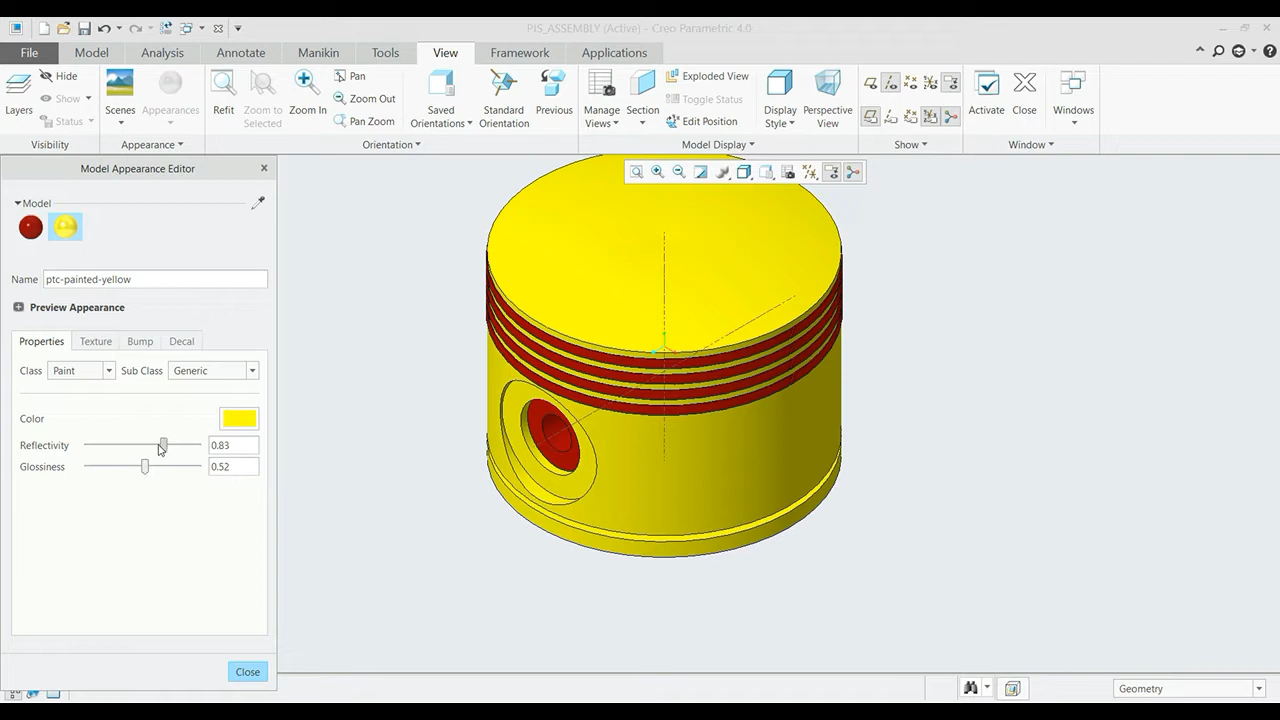 PIS_ASSEMBLY (Active) - Creo Parametric 4.0
File Model Analysis Annotate Manikin Tools View Framework Applications
Layers
Hide
Show
Status
Visibility
Scenes
Appearances
Appearance
Refit
Zoom to Selected
Zoom In
Pan
Zoom Out
Pan Zoom
Saved Orientations
Standard Orientation
Previous
Orientation
Manage Views
Section
Exploded View
Toggle Status
Edit Position
Display Style
Perspective View
Model Display
Show
Activate
Close
Windows
Window
Model Appearance Editor
Model
Name ptc-painted-yellow
Preview Appearance
Properties Texture Bump Decal
Class Paint Sub Class Generic
Color
Reflectivity 0.83
Glossiness 0.52
Close
Geometry